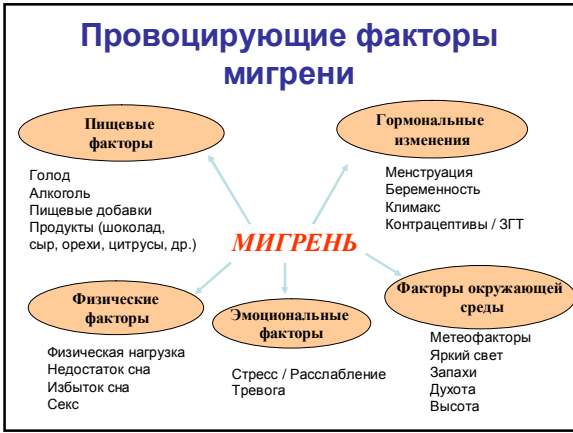 Провоцирующие факторы
мигрени
Пищевые
факторы
Голод
Алкоголь
Пищевые добавки
Продукты (шоколад,
сыр, орехи, цитрусы, др.)
Гормональные
изменения
Менструация
Беременность
Климакс
Контрацептивы / ЗГТ
МИГРЕНЬ
Физические
факторы
Физическая нагрузка
Недостаток сна
Избыток сна
Секс
Эмоциональные
факторы
Стресс / Расслабление
Тревога
Факторы окружающей
среды
Метеофакторы
Яркий свет
Запахи
Духота
Высота